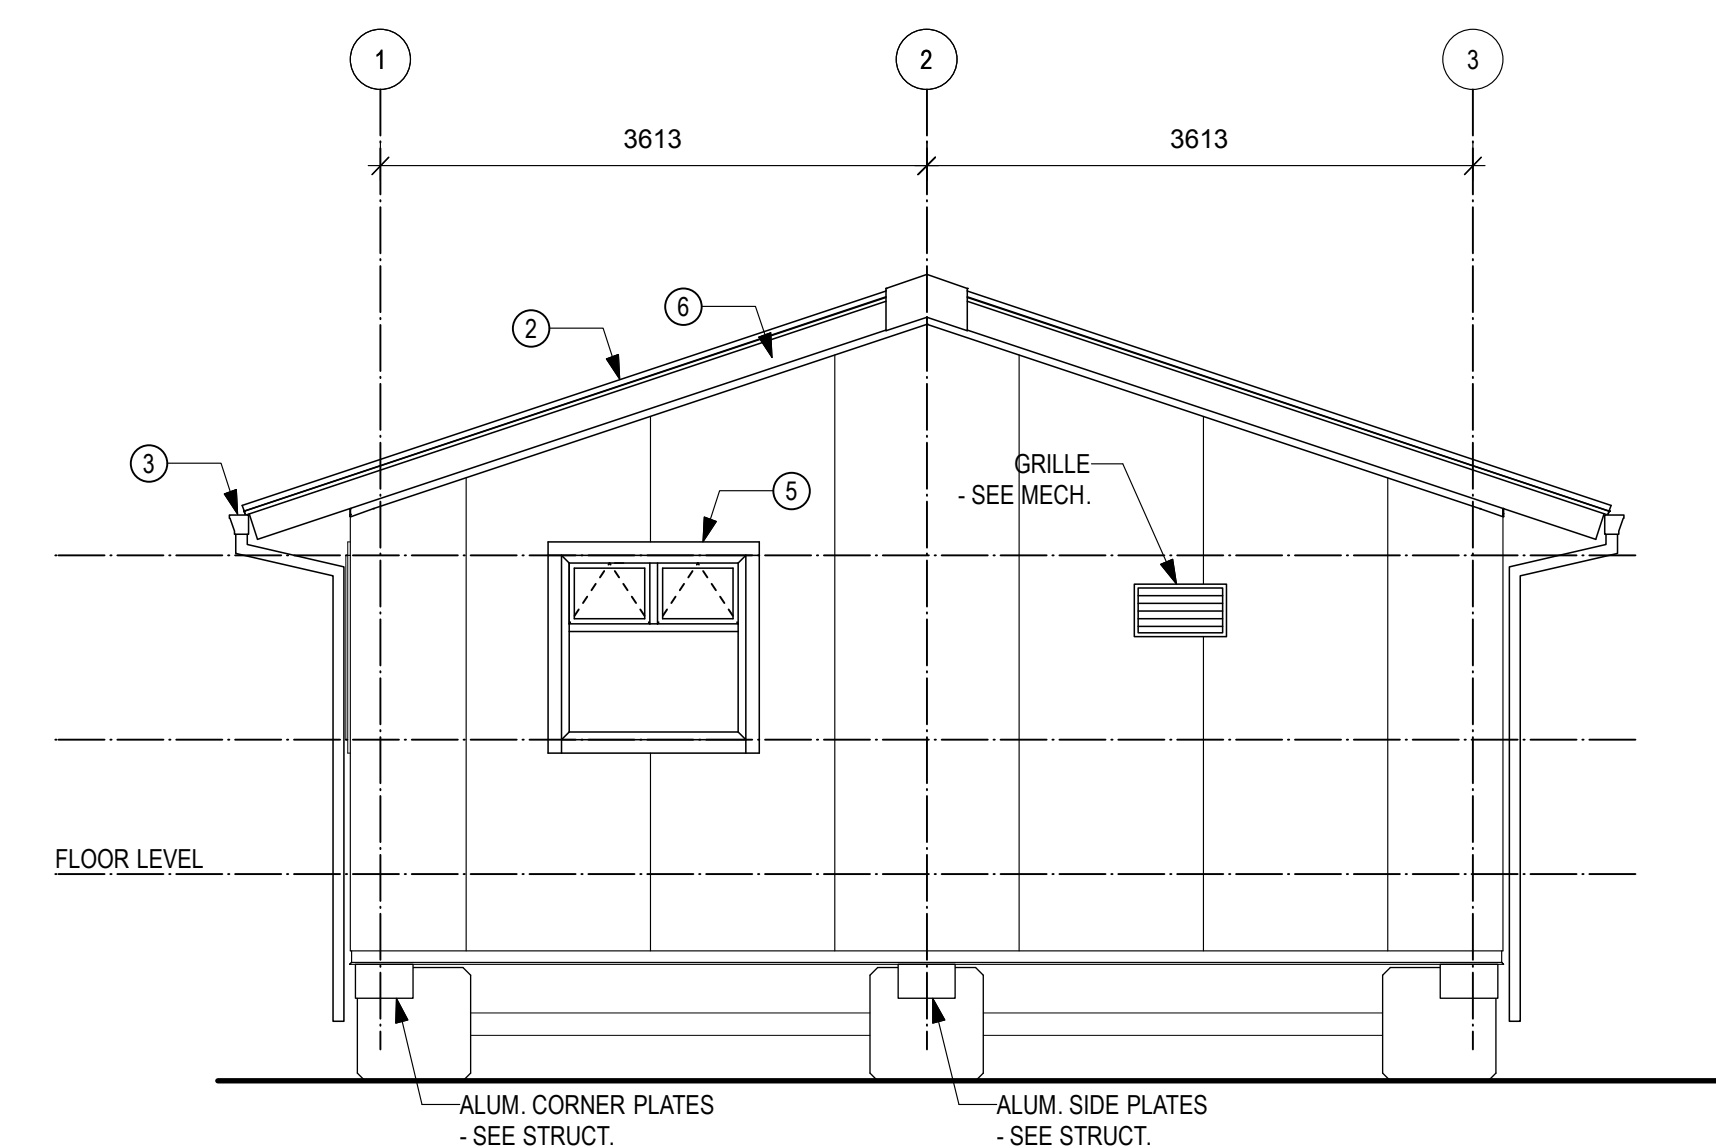 1
2
3
3613
3613
6
2
3
5
GRILLE
- SEE MECH.
FLOOR LEVEL
ALUM. CORNER PLATES
- SEE STRUCT.
ALUM. SIDE PLATES
- SEE STRUCT.